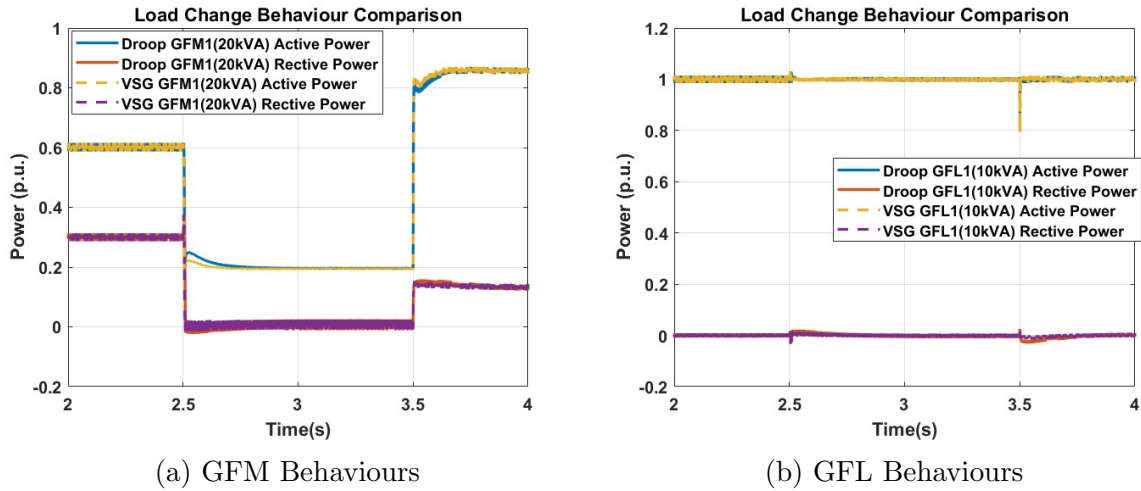 Load Change Behaviour Comparison
1
0.8
0.6
0.4
0.2
0
-0.2
Power (p.u.)
Droop GFM1(20kVA) Active Power
Droop GFM1(20kVA) Rective Power
VSG GFM1(20kVA) Active Power
VSG GFM1(20kVA) Rective Power
2
2.5
3
3.5
4
Time(s)
(a) GFM Behaviours
Load Change Behaviour Comparison
1.2
1
0.8
0.6
0.4
0.2
0
-0.2
Power (p.u.)
Droop GFL1(10kVA) Active Power
Droop GFL1(10kVA) Rective Power
VSG GFL1(10kVA) Active Power
VSG GFL1(10kVA) Rective Power
2
2.5
3
3.5
4
Time(s)
(b) GFL Behaviours